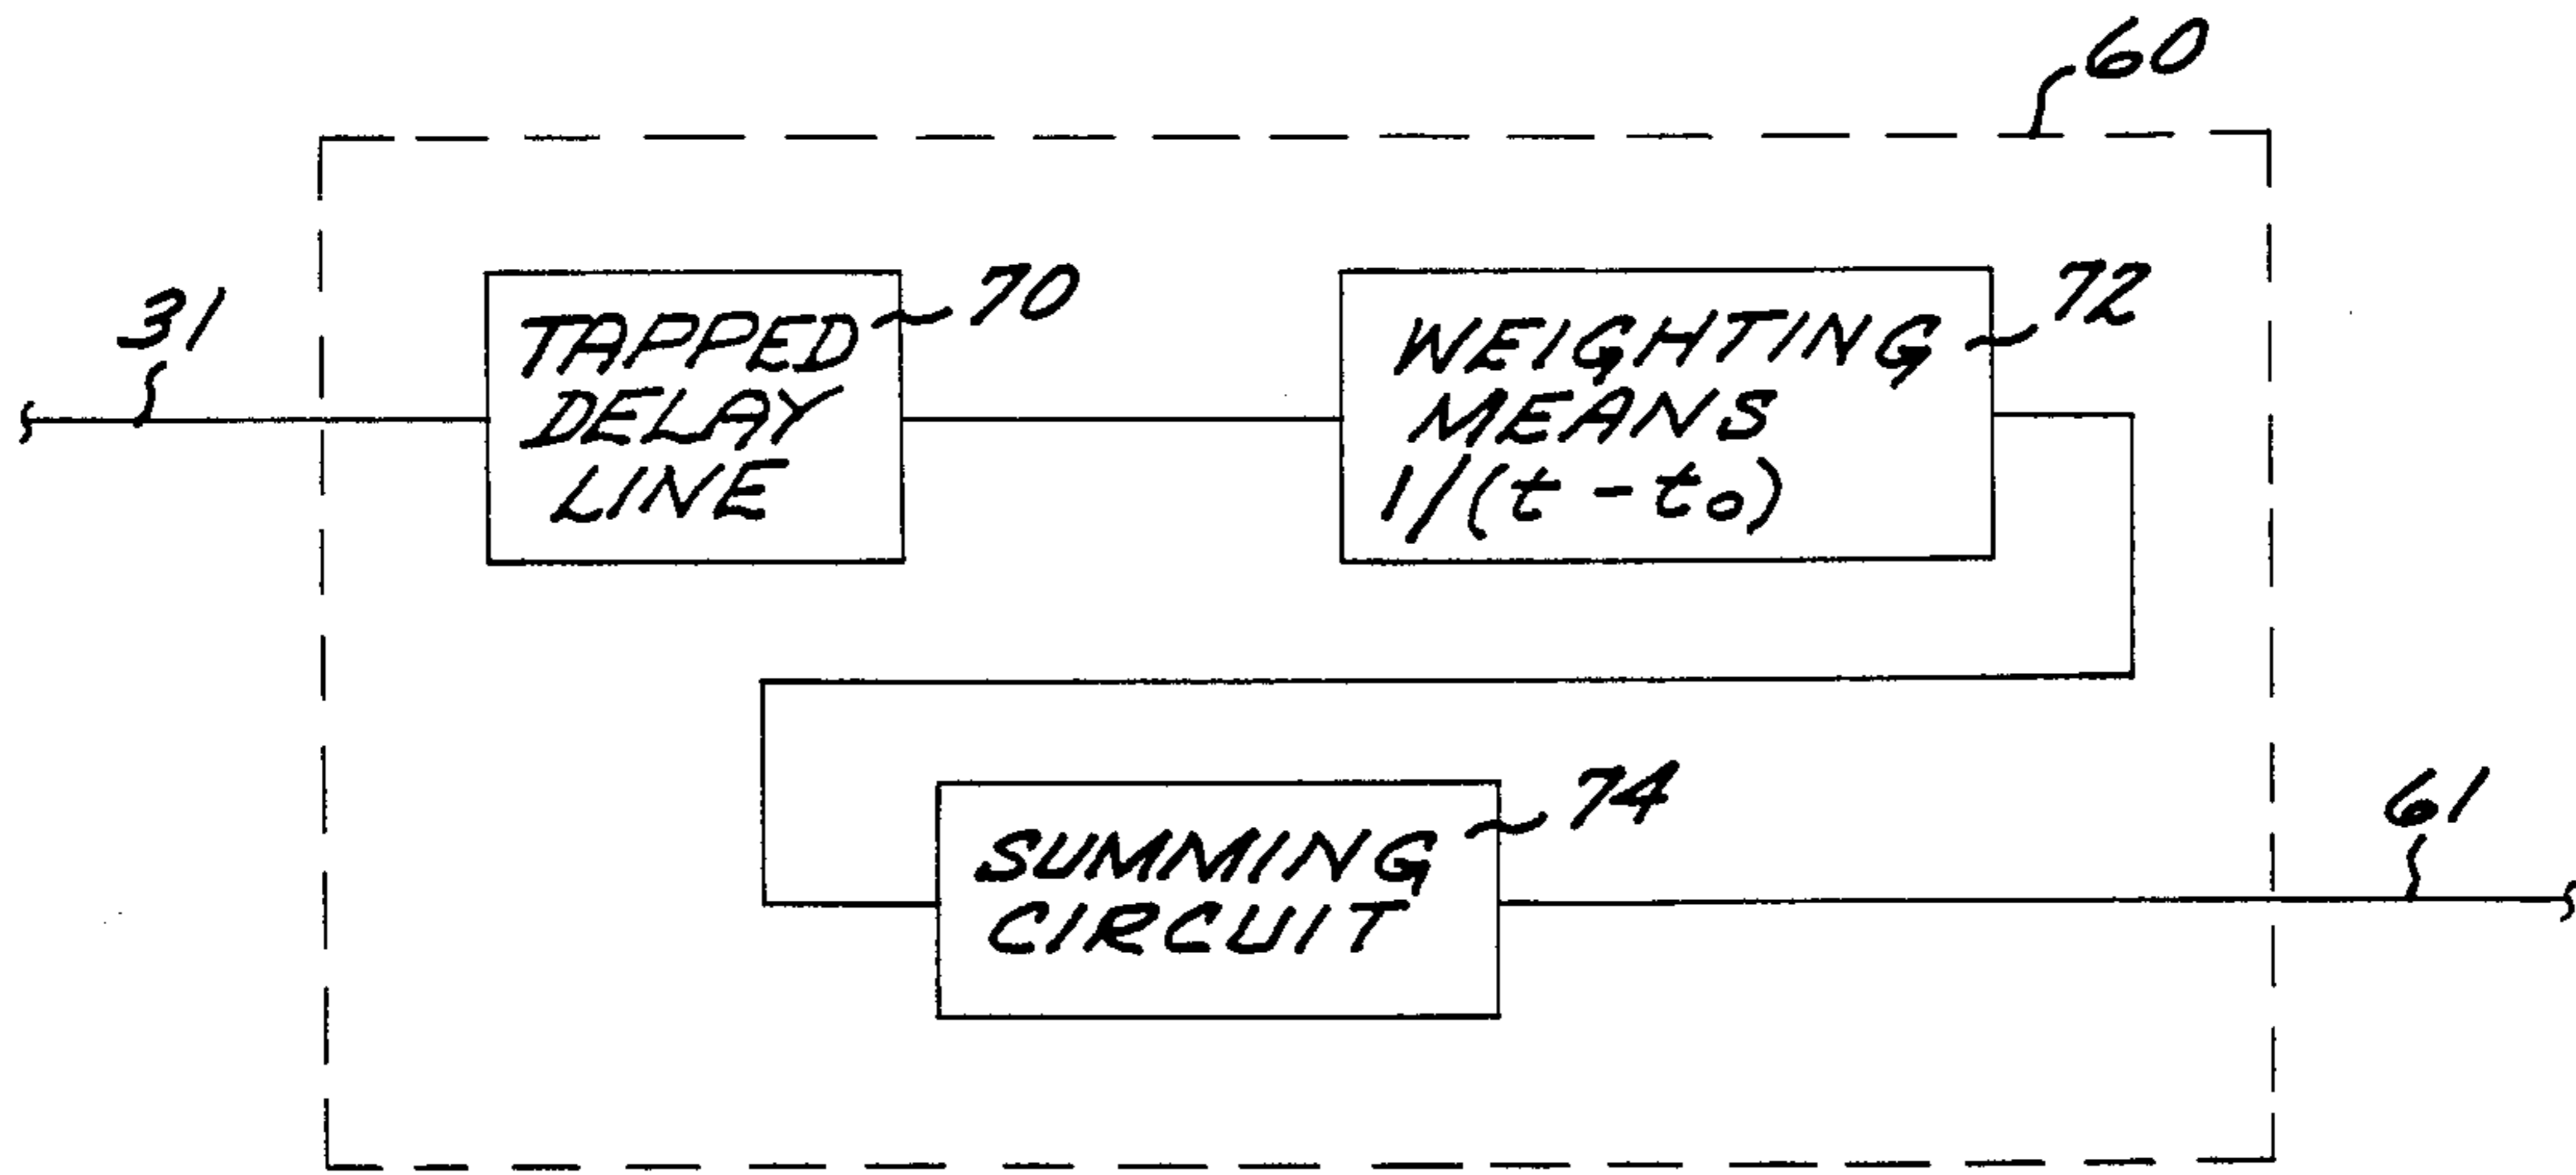 60
31
TAPPED
DELAY
LINE
70
WEIGHTING
MEANS
1/(t - to)
72
SUMMING
CIRCUIT
74
61